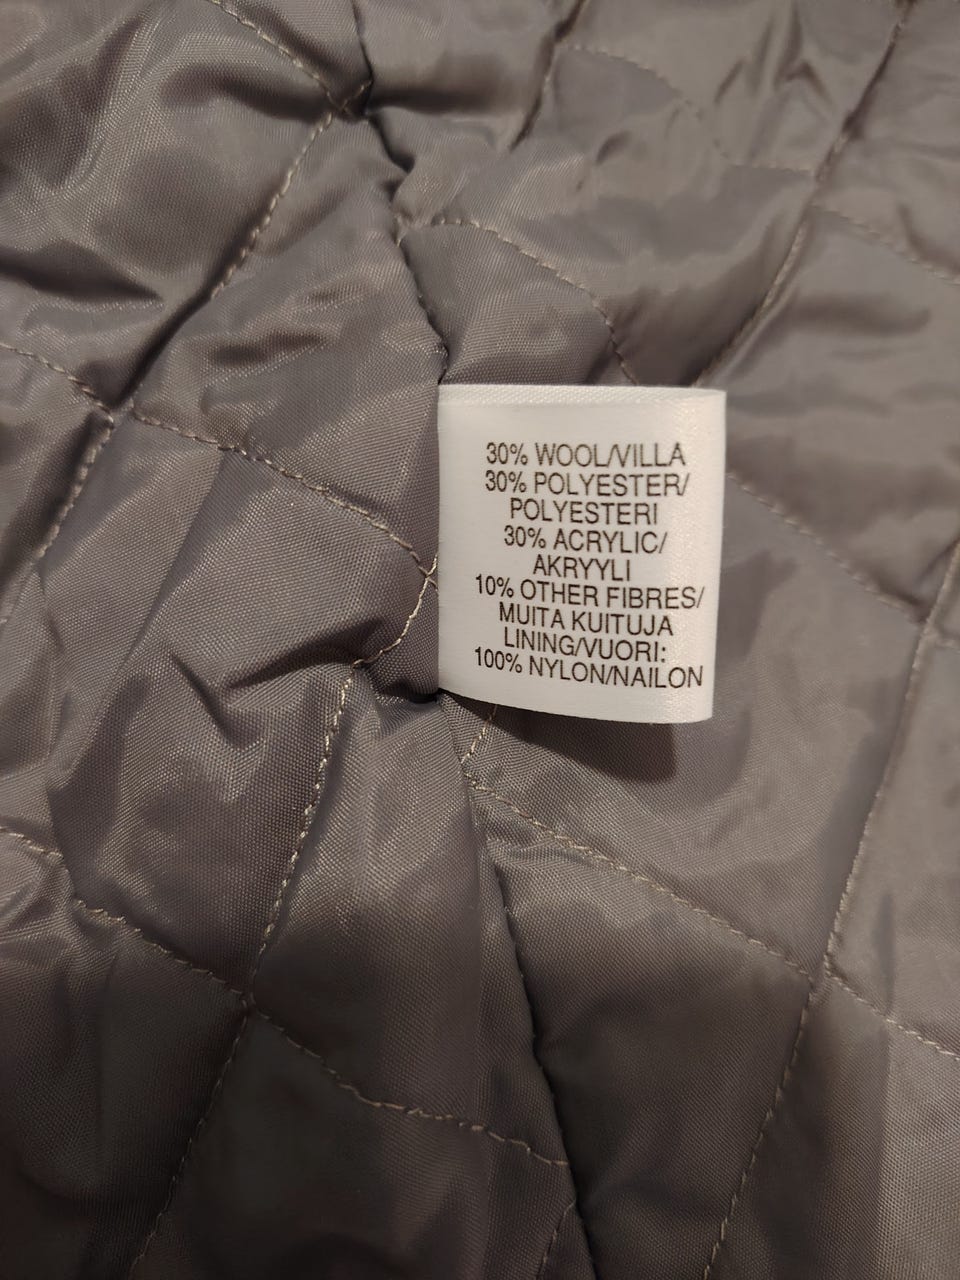 30% WOOL/VILLA
30% POLYESTER/
POLYESTERI
30% ACRYLIC/
AKRYYLI
10% OTHER FIBRES/
MUITA KUITUJA
LINING/VUORI:
100% NYLON/NAILON